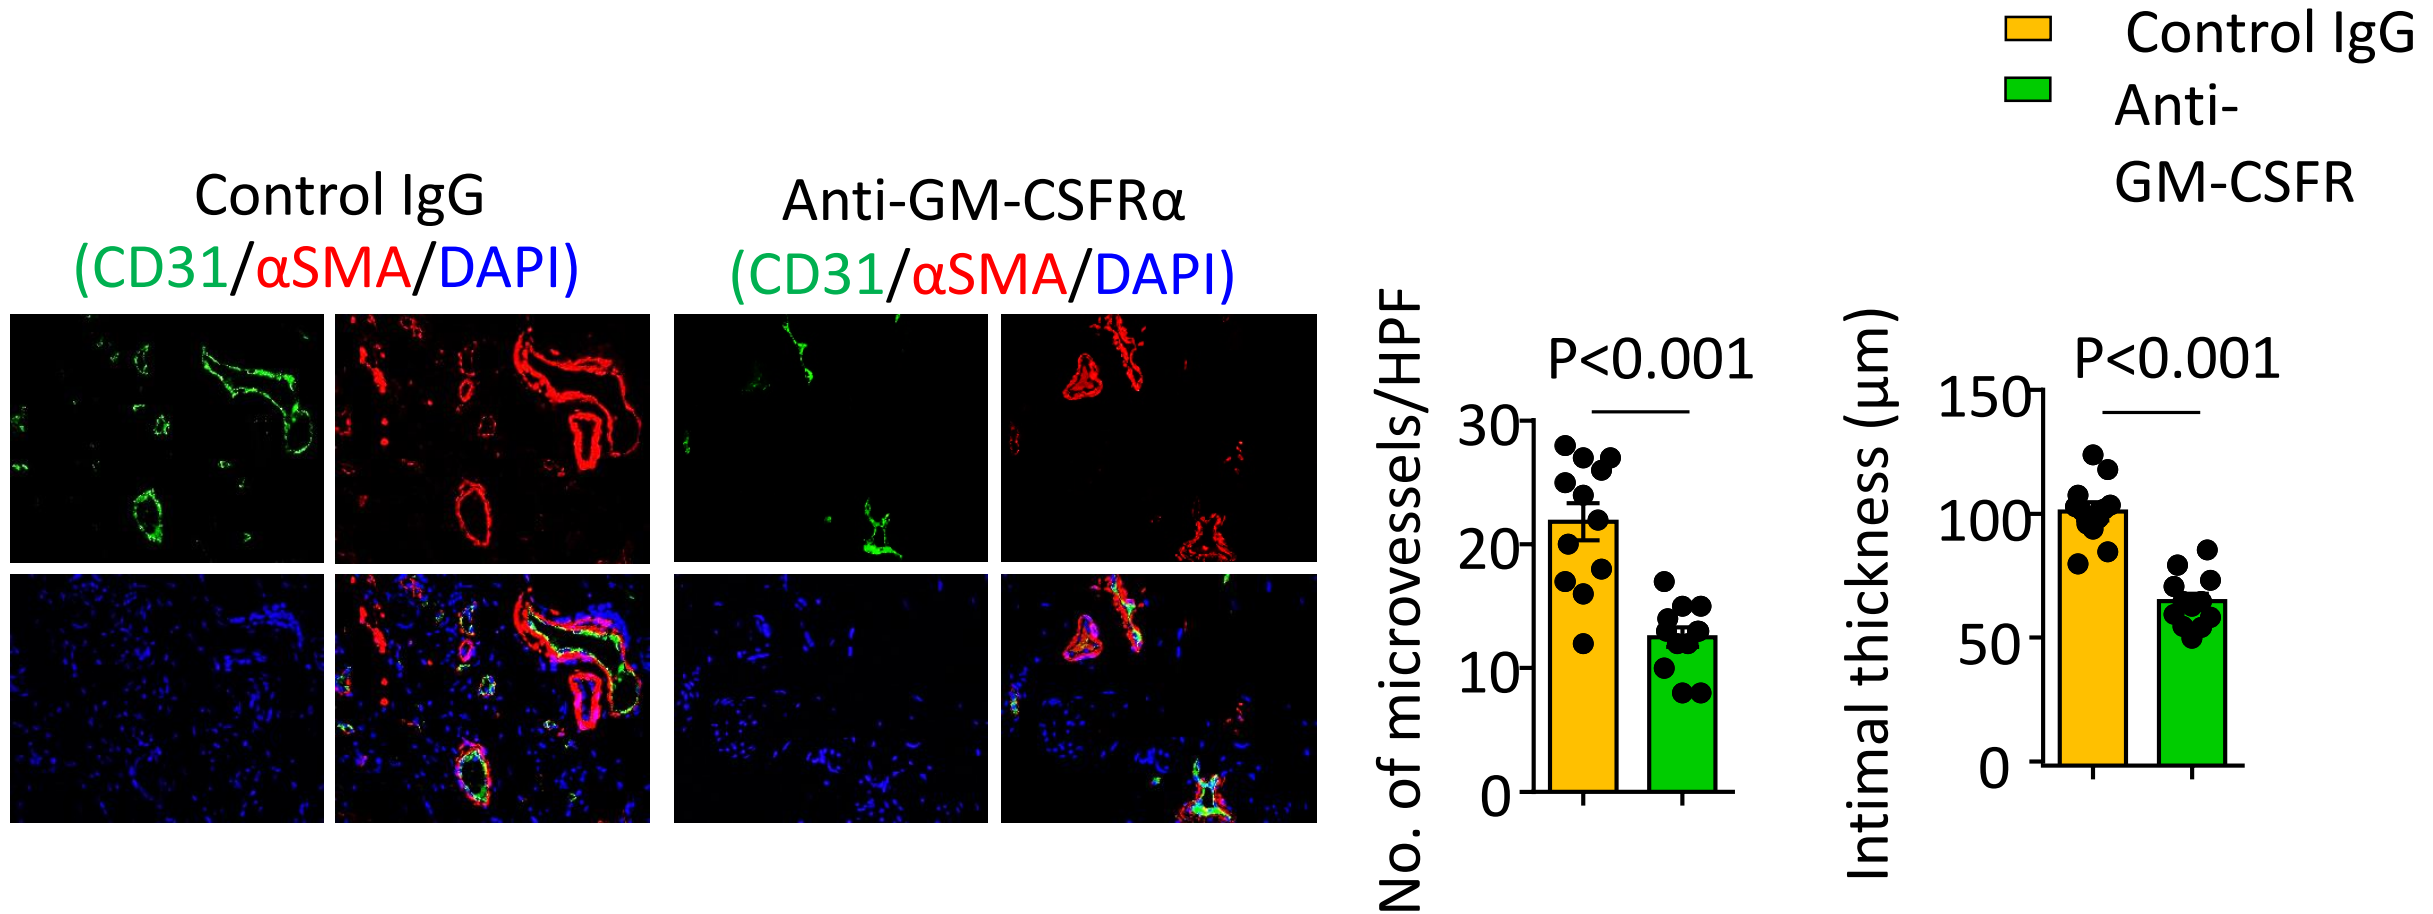 Control IgG
Anti-
GM-CSFR
Control IgG
(CD31/αSMA/DAPI)
Anti-GM-CSFRα
(CD31/αSMA/DAPI)
No. of microvessels/HPF
P<0.001
30
20
10
0
Intimal thickness (µm)
P<0.001
150
100
50
0